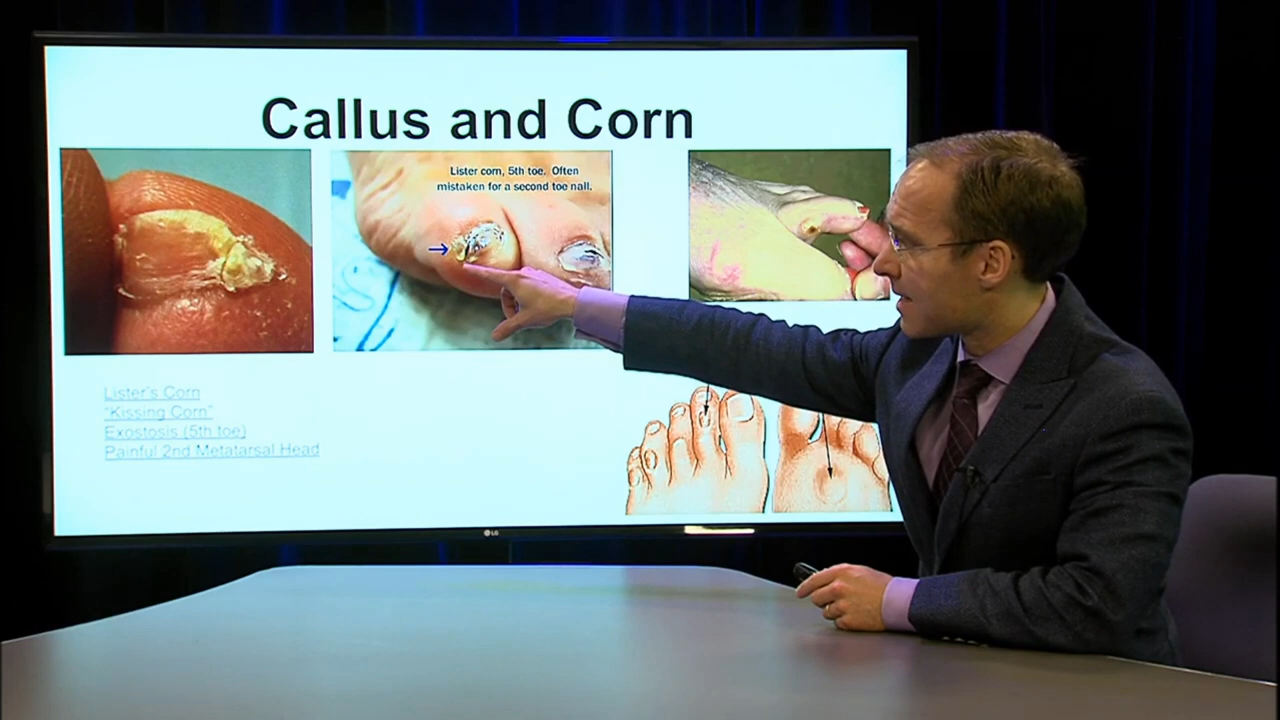 Callus and Corn
Lister corn, 5th toe. Often
mistaken for a second toe nail.
Lister's Corn
"Kissing Corn"
Exostosis (5th toe)
Painful 2nd Metatarsal Head
LG